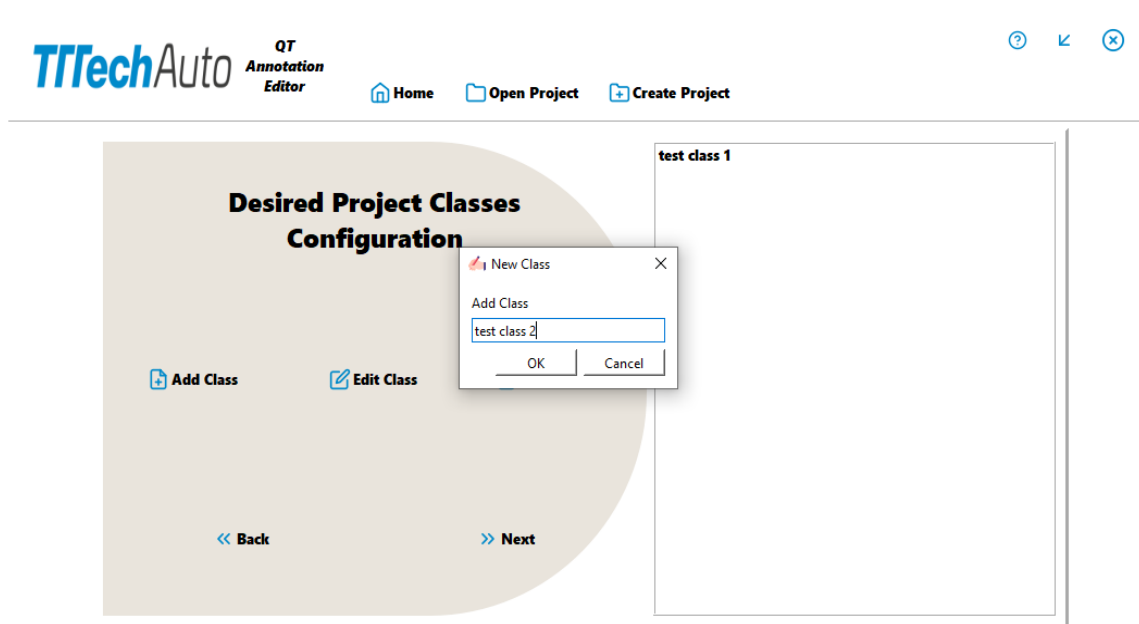 TTTechAuto
QT
Annotation
Editor
Home
Open Project
Create Project
Desired Project Classes
Configuration
test class 1
New Class
Add Class
test class 2
OK
Cancel
Add Class
Edit Class
Back
Next